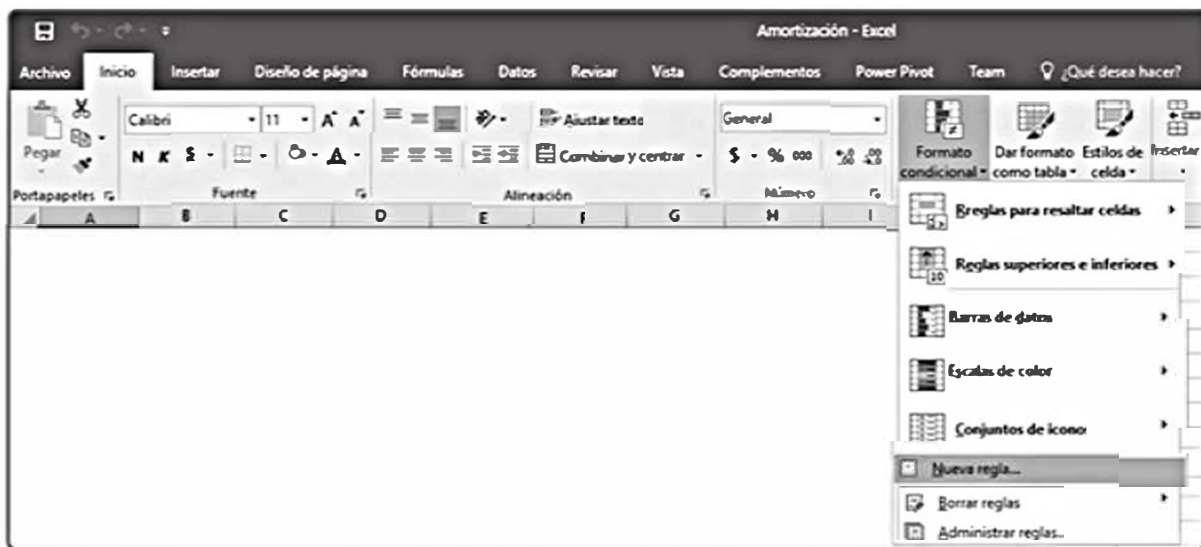 Amortización - Excel
Archivo Inicio Insertar Diseño de página Fórmulas Datos Revisar Vista Complementos Power Pivot Team ¿Qué desea hacer?
Calibri 11 A A Ajustar texto General
Pegar N K S A Combinar y centrar $ % 000 Formato condicional Dar formato como tabla Estilos de celda Insertar
Portapapeles Fuente Alineación Número
A B C D E F G H I
Breglas para resaltar celdas
Reglas superiores e inferiores
Barras de datos
Escalas de color
Conjuntos de iconos
Nueva regla...
Borrar reglas
Administrar reglas...